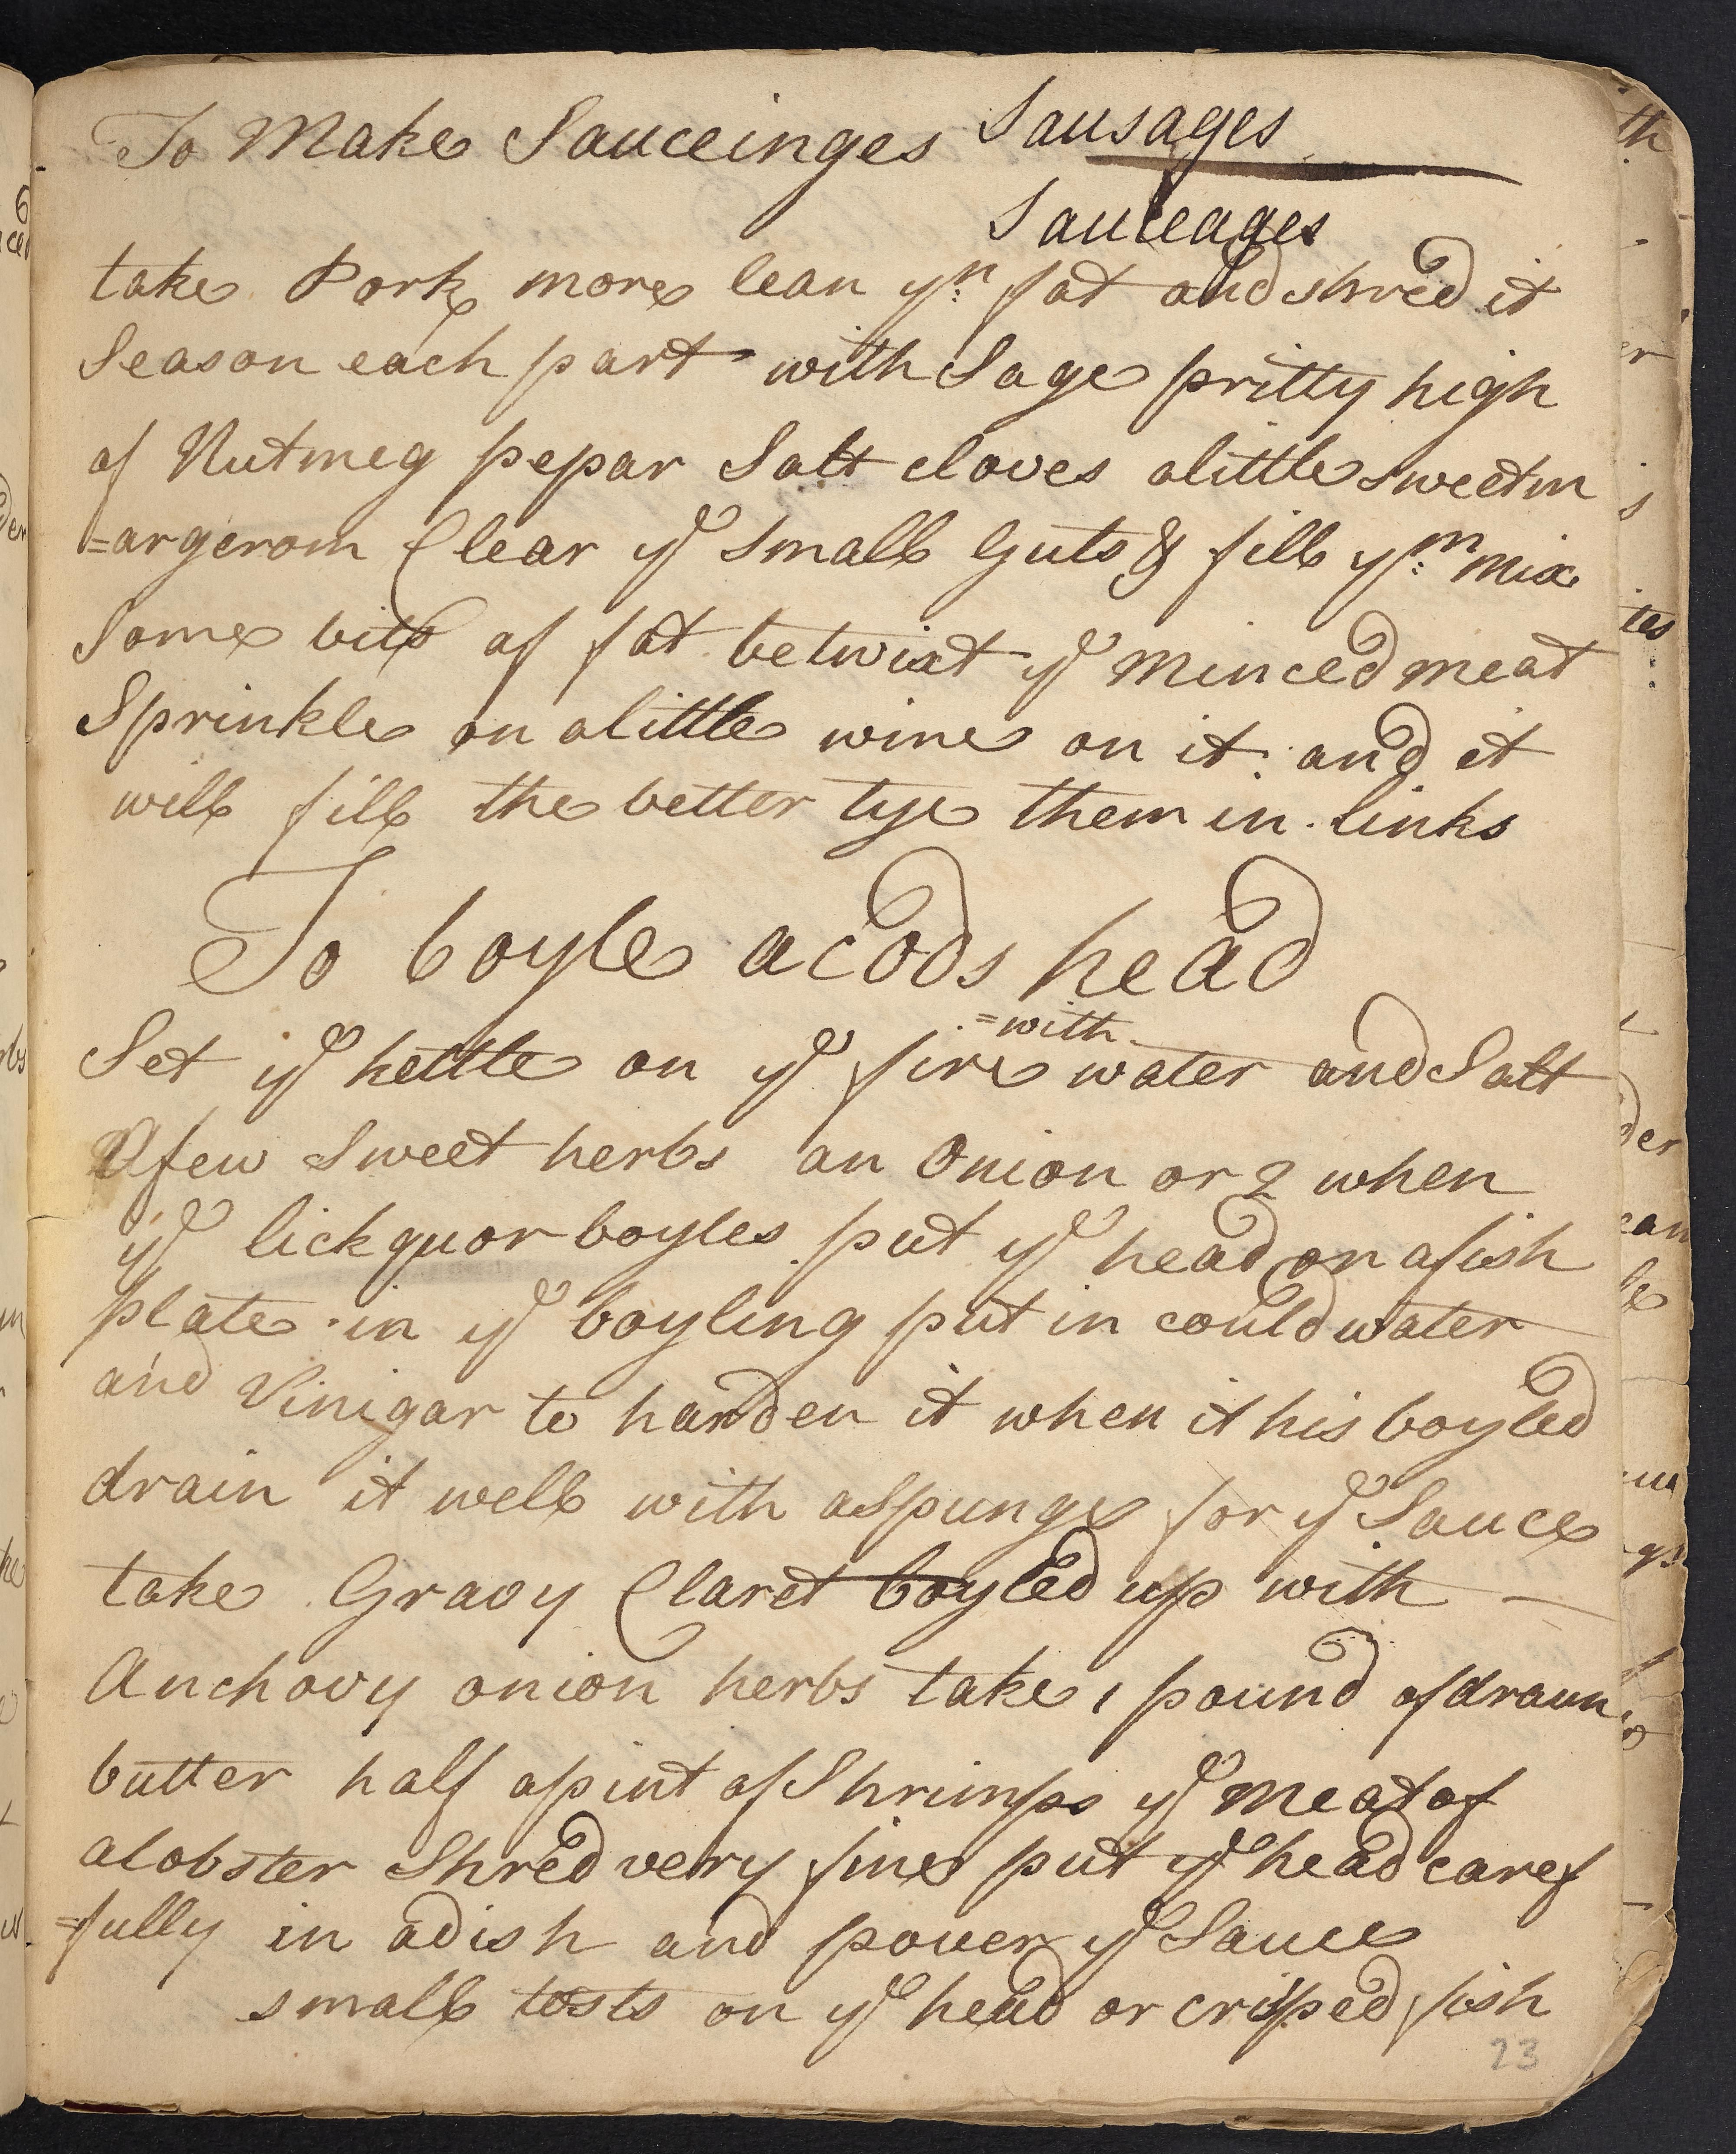 To Make Sauceinges Sausages
Sauceages
take Pork more lean yn: fat and shred it
Season each part with Sage pritty high
of Nutmeg pepar Salt cloves alittle sweetm
=argerom Clear ye Small Guts & fill ym: mix
Some bits of fat betwixt ye minced meat
Sprinkle on alittle wine on it: and it
will fill the better tye them in links
To boyle a cods head
=with
Set ye kettle on ye fire water and Salt
Afew Sweet herbs an Onion or 2 when
ye lickquor boyles put ye head on afish
plate in ye boyling put in could water
and Vinigar to harden it when it his boyled
drain it well with aSpunge for ye Sauce
take Gravy Claret boyled up with
Anchovy onion herbs take 1 pound of draun
butter half apint of Shrimps ye meat of
alobster Shred very fine put ye head caref
=fully in adish and pouer ye Sauce
small tosts on ye head or crisped fish
23